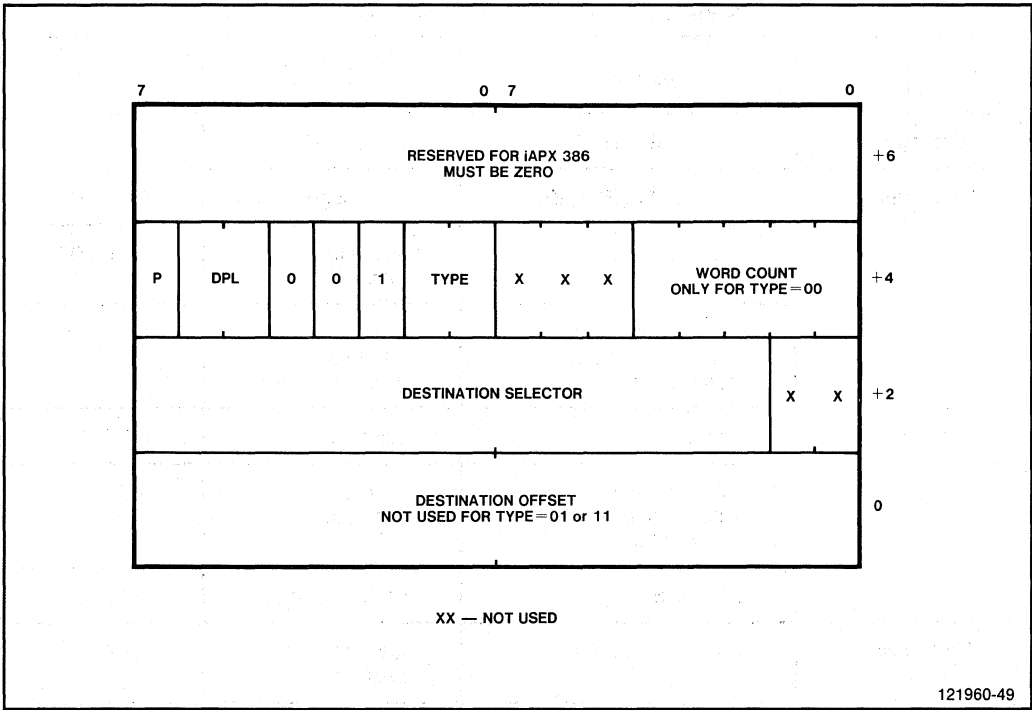 7 0 7 0
RESERVED FOR iAPX 386
MUST BE ZERO
+6
P DPL 0 0 1 TYPE X X X
WORD COUNT
ONLY FOR TYPE=00
+4
DESTINATION SELECTOR X X +2
DESTINATION OFFSET
NOT USED FOR TYPE=01 or 11
0
XX — NOT USED
121960-49